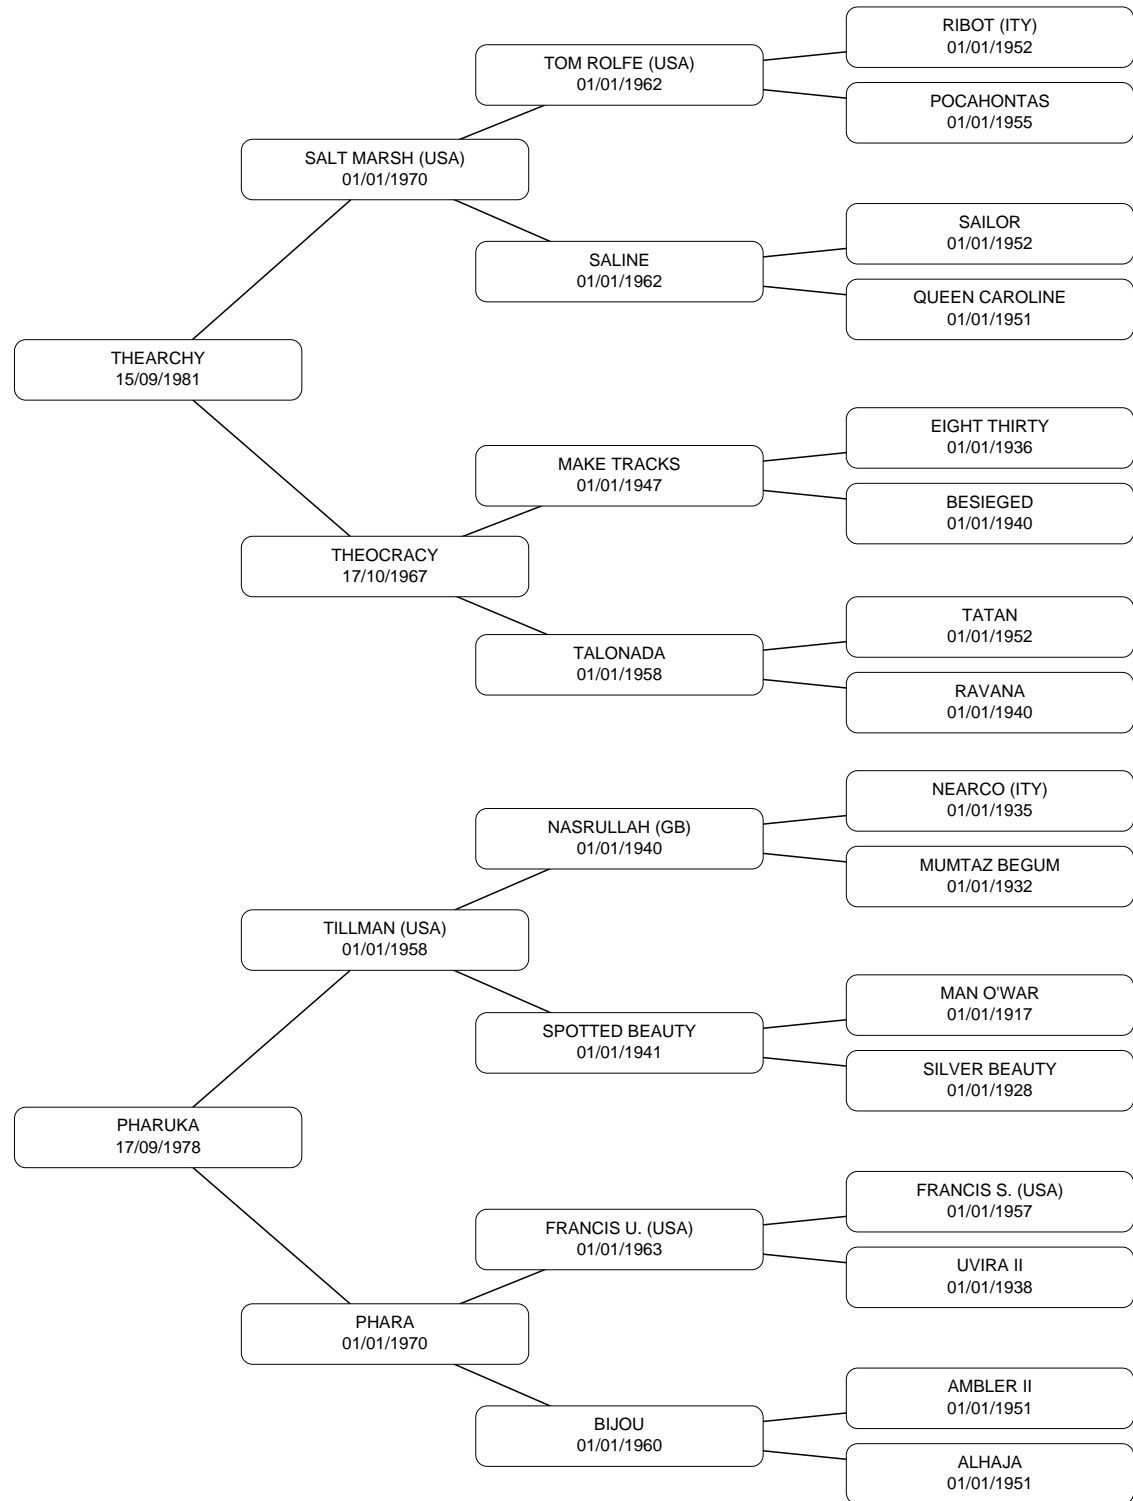 RIBOT (ITY)
01/01/1952
TOM ROLFE (USA)
01/01/1962
POCAHONTAS
01/01/1955
SALT MARSH (USA)
01/01/1970
SAILOR
01/01/1952
SALINE
01/01/1962
QUEEN CAROLINE
01/01/1951
THEARCHY
15/09/1981
EIGHT THIRTY
01/01/1936
MAKE TRACKS
01/01/1947
BESIEGED
01/01/1940
THEOCRACY
17/10/1967
TATAN
01/01/1952
TALONADA
01/01/1958
RAVANA
01/01/1940
NEARCO (ITY)
01/01/1935
NASRULLAH (GB)
01/01/1940
MUMTAZ BEGUM
01/01/1932
TILLMAN (USA)
01/01/1958
MAN O'WAR
01/01/1917
SPOTTED BEAUTY
01/01/1941
SILVER BEAUTY
01/01/1928
PHARUKA
17/09/1978
FRANCIS S. (USA)
01/01/1957
FRANCIS U. (USA)
01/01/1963
UVIRA II
01/01/1938
PHARA
01/01/1970
AMBLER II
01/01/1951
BIJOU
01/01/1960
ALHAJA
01/01/1951